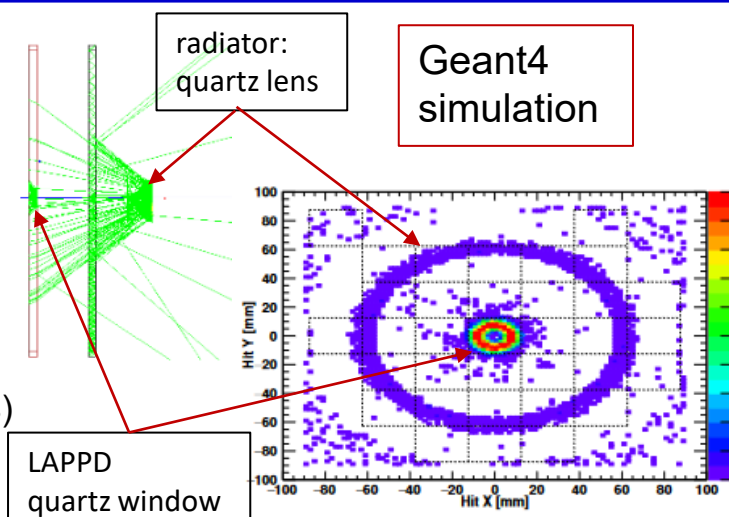 radiator:
quartz lens
Geant4
simulation
)
LAPPD
quartz window
Hit Y [mm]
100
80
60
40
20
0
−20
−40
−60
−80
−100
−100 −80 −60 −40 −20 0 20 40 60 80 100
Hit X [mm]